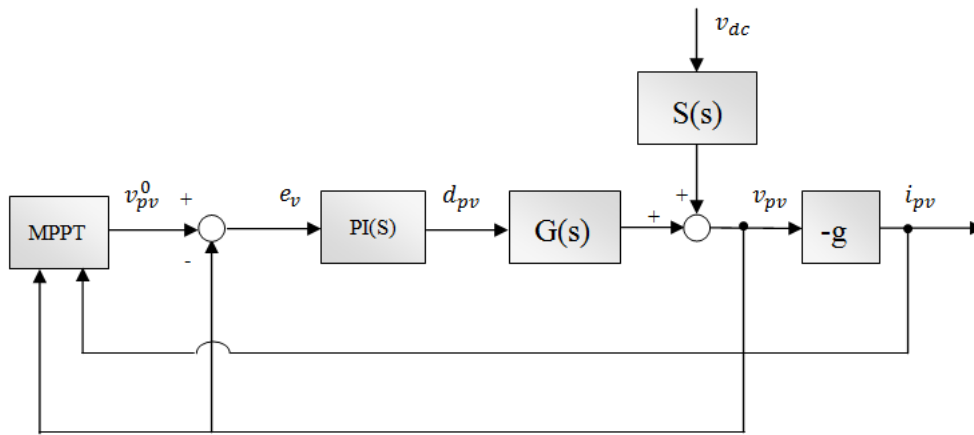 v_dc
S(s)
v_pv^0
+
e_v
d_pv
+
+
v_pv
i_pv
MPPT
PI(S)
G(s)
-g
-